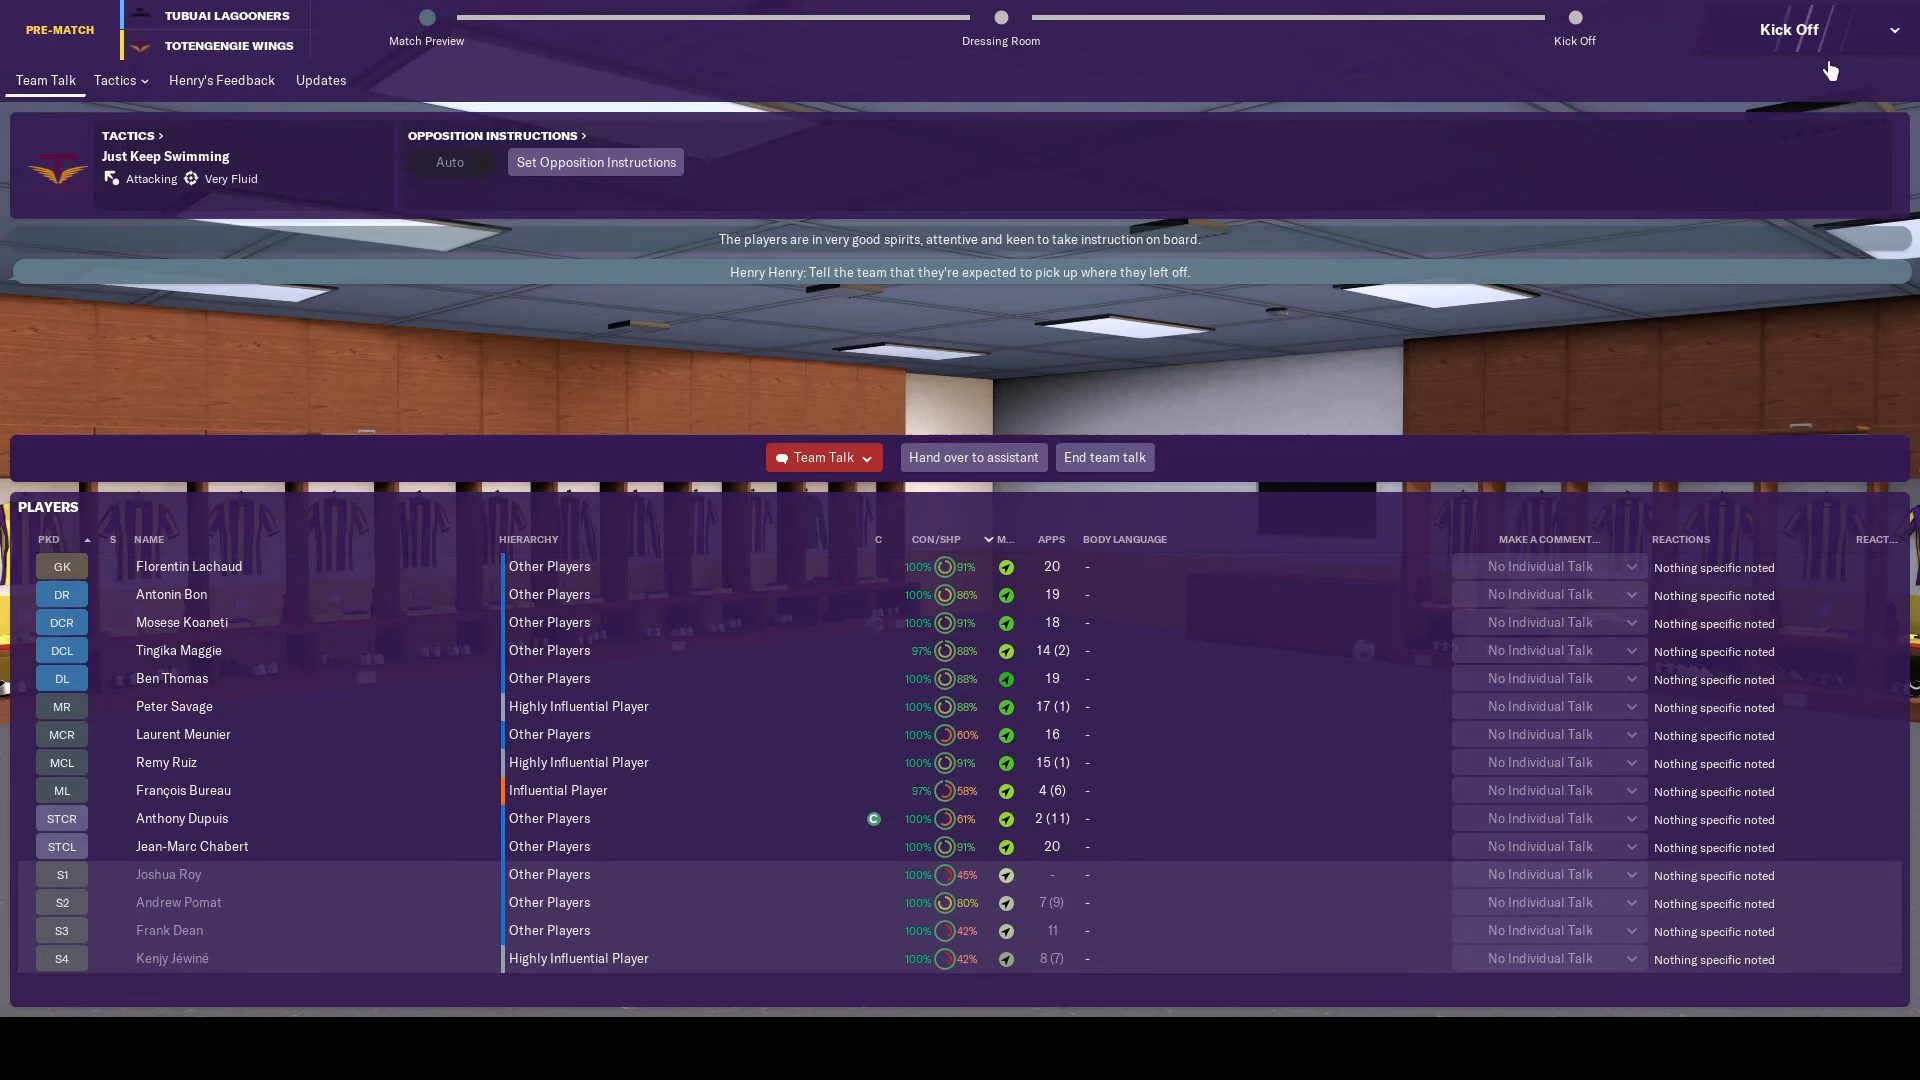 PRE-MATCH
TUBUAI LAGOONERS
TOTENGENGIE WINGS
Match Preview
Dressing Room
Kick Off
Kick Off
Team Talk Tactics Henry's Feedback Updates
TACTICS >
Just Keep Swimming
Attacking Very Fluid
OPPOSITION INSTRUCTIONS >
Auto Set Opposition Instructions
The players are in very good spirits, attentive and keen to take instruction on board.
Henry Henry: Tell the team that they're expected to pick up where they left off.
Team Talk Hand over to assistant End team talk
PLAYERS
PKD S NAME HIERARCHY C CON/SHP M... APPS BODY LANGUAGE MAKE A COMMENT... REACTIONS REACT...
GK Florentin Lachaud Other Players 100% 91% 20 - No Individual Talk Nothing specific noted
DR Antonin Bon Other Players 100% 86% 19 - No Individual Talk Nothing specific noted
DCR Mosese Koaneti Other Players 100% 91% 18 - No Individual Talk Nothing specific noted
DCL Tingika Maggie Other Players 97% 88% 14 (2) - No Individual Talk Nothing specific noted
DL Ben Thomas Other Players 100% 88% 19 - No Individual Talk Nothing specific noted
MR Peter Savage Highly Influential Player 100% 88% 17 (1) - No Individual Talk Nothing specific noted
MCR Laurent Meunier Other Players 100% 60% 16 - No Individual Talk Nothing specific noted
MCL Remy Ruiz Highly Influential Player 100% 91% 15 (1) - No Individual Talk Nothing specific noted
ML François Bureau Influential Player 97% 58% 4 (6) - No Individual Talk Nothing specific noted
STCR Anthony Dupuis Other Players C 100% 61% 2 (11) - No Individual Talk Nothing specific noted
STCL Jean-Marc Chabert Other Players 100% 91% 20 - No Individual Talk Nothing specific noted
S1 Joshua Roy Other Players 100% 45% - - No Individual Talk Nothing specific noted
S2 Andrew Pomat Other Players 100% 80% 7 (9) - No Individual Talk Nothing specific noted
S3 Frank Dean Other Players 100% 42% 11 - No Individual Talk Nothing specific noted
S4 Kenjy Jéwiné Highly Influential Player 100% 42% 8 (7) - No Individual Talk Nothing specific noted